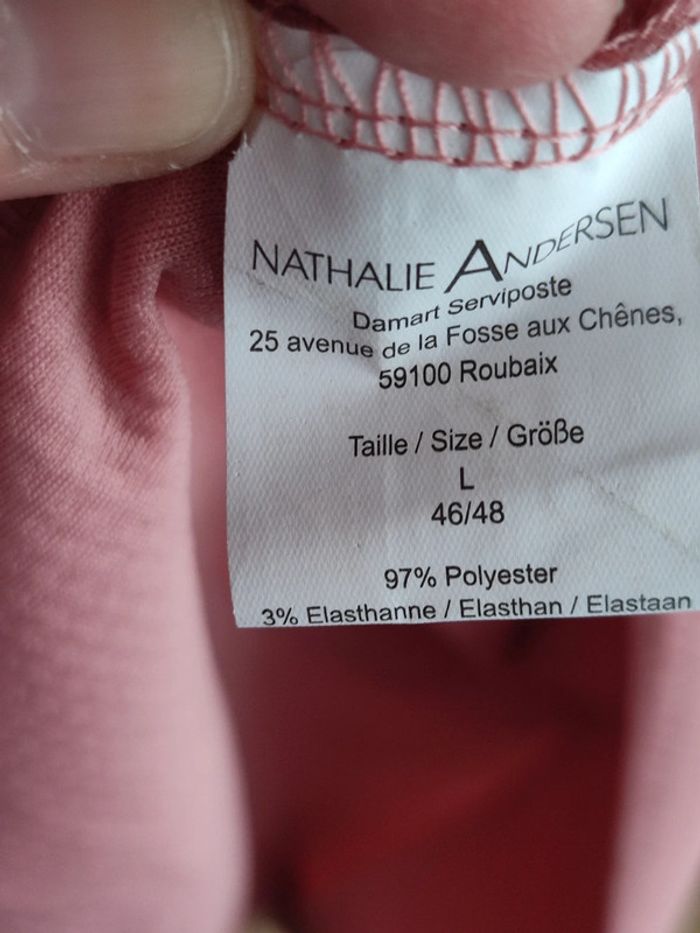 NATHALIE ANDERSEN
Damart Serviposte
25 avenue de la Fosse aux Chênes,
59100 Roubaix
Taille / Size / Größe
L
46/48
97% Polyester
3% Elasthanne / Elasthan / Elastaan